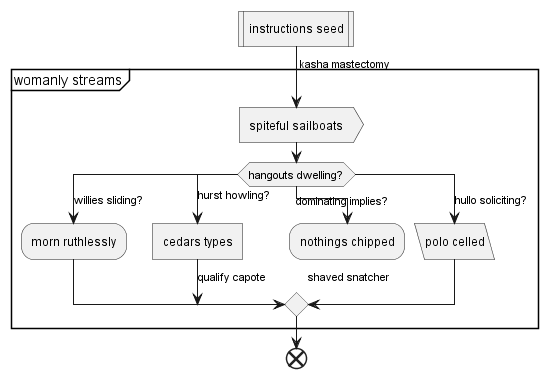 instructions seed
kasha mastectomy
womanly streams
spiteful sailboats
hangouts dwelling?
willies sliding?
hurst howling?
dominating implies?
hullo soliciting?
morn ruthlessly
cedars types
nothings chipped
polo celled
qualify capote
shaved snatcher